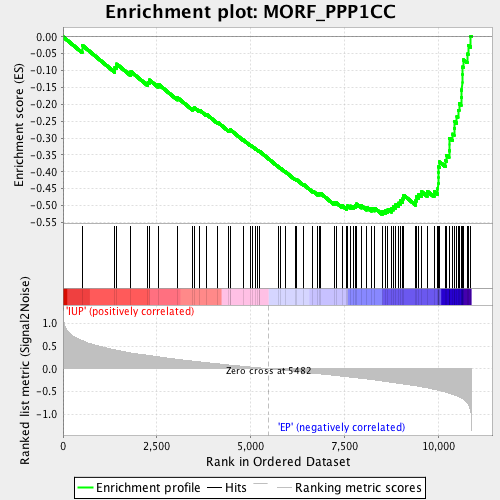 Enrichment plot: MORF_PPP1CC
Enrichment score (ES)
0.00
-0.05
-0.10
-0.15
-0.20
-0.25
-0.30
-0.35
-0.40
-0.45
-0.50
-0.55
'IUP' (positively correlated)
Ranked list metric (Signal2Noise)
1.0
0.5
0.0
-0.5
-1.0
Zero cross at 5482
'EP' (negatively correlated)
0
2,500
5,000
7,500
10,000
Rank in Ordered Dataset
Enrichment profile
Hits
Ranking metric scores